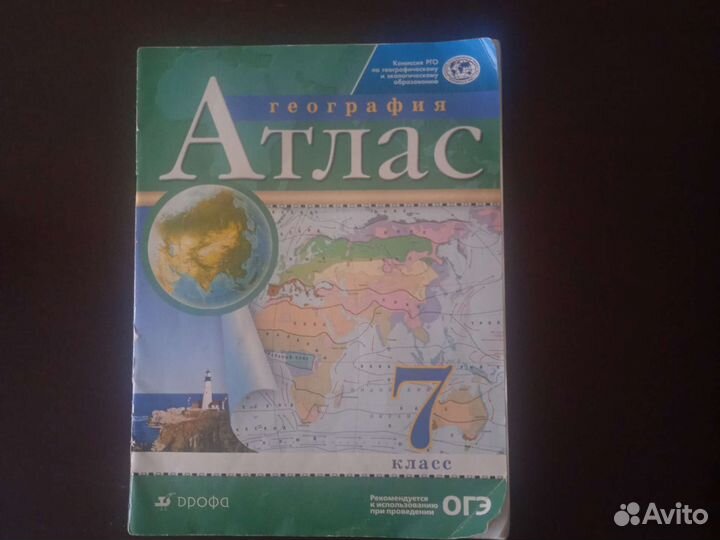 Комиссия РГО
по географическому
и экологическому
образованию
география
Атлас
7
класс
дрофа
Рекомендуется
к использованию
при проведении
ОГЭ
Avito